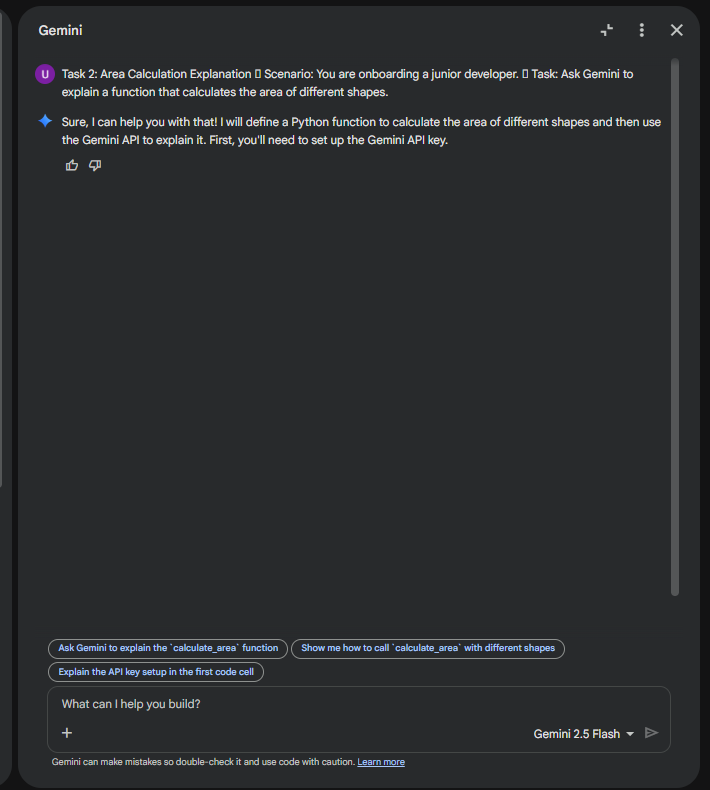 Gemini
U
Task 2: Area Calculation Explanation ▯ Scenario: You are onboarding a junior developer. ▯ Task: Ask Gemini to
explain a function that calculates the area of different shapes.
Sure, I can help you with that! I will define a Python function to calculate the area of different shapes and then use
the Gemini API to explain it. First, you'll need to set up the Gemini API key.
Ask Gemini to explain the `calculate_area` function
Show me how to call `calculate_area` with different shapes
Explain the API key setup in the first code cell
What can I help you build?
Gemini 2.5 Flash
Gemini can make mistakes so double-check it and use code with caution. Learn more